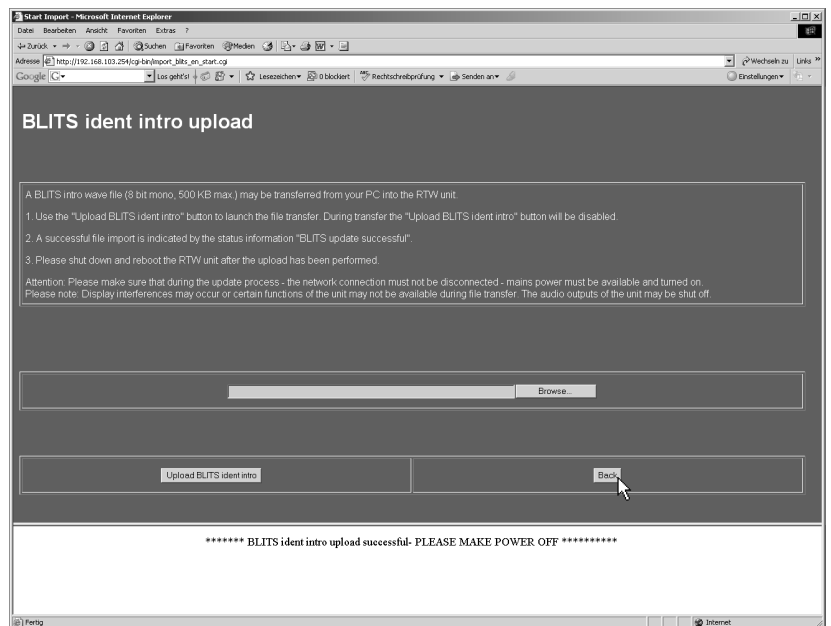 Start Import - Microsoft Internet Explorer
Datei Bearbeiten Ansicht Favoriten Extras ?
Zurück Suchen Favoriten Medien
Adresse http://192.168.103.254/cgi-bin/import_blits_en_start.cgi Wechseln zu Links »
Google G Los geht's! Lesezeichen 0 blockiert Rechtschreibprüfung Senden an Einstellungen
BLITS ident intro upload
A BLITS intro wave file (8 bit mono, 500 KB max.) may be transferred from your PC into the RTW unit.
1. Use the "Upload BLITS ident intro" button to launch the file transfer. During transfer the "Upload BLITS ident intro" button will be disabled.
2. A successful file import is indicated by the status information "BLITS update successful".
3. Please shut down and reboot the RTW unit after the upload has been performed.
Attention: Please make sure that during the update process - the network connection must not be disconnected - mains power must be available and turned on.
Please note: Display interferences may occur or certain functions of the unit may not be available during file transfer. The audio outputs of the unit may be shut off.
Browse...
Upload BLITS ident intro Back
******* BLITS ident intro upload successful- PLEASE MAKE POWER OFF **********
Fertig Internet